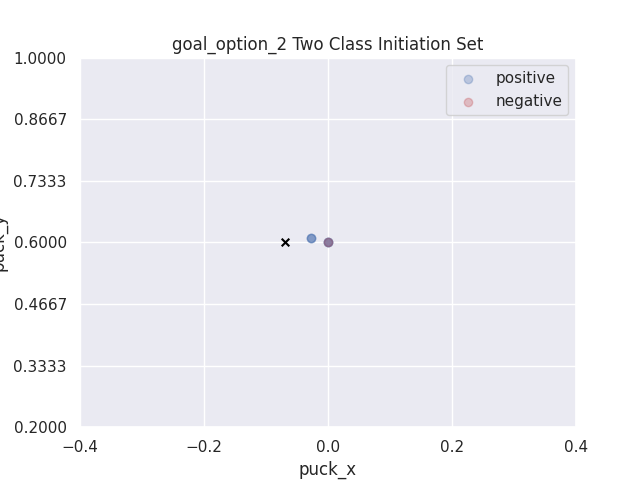 goal_option_2 Two Class Initiation Set
positive
negative
1.0000
0.8667
0.7333
0.6000
0.4667
0.3333
0.2000
puck_y
−0.4 −0.2 0.0 0.2 0.4
puck_x